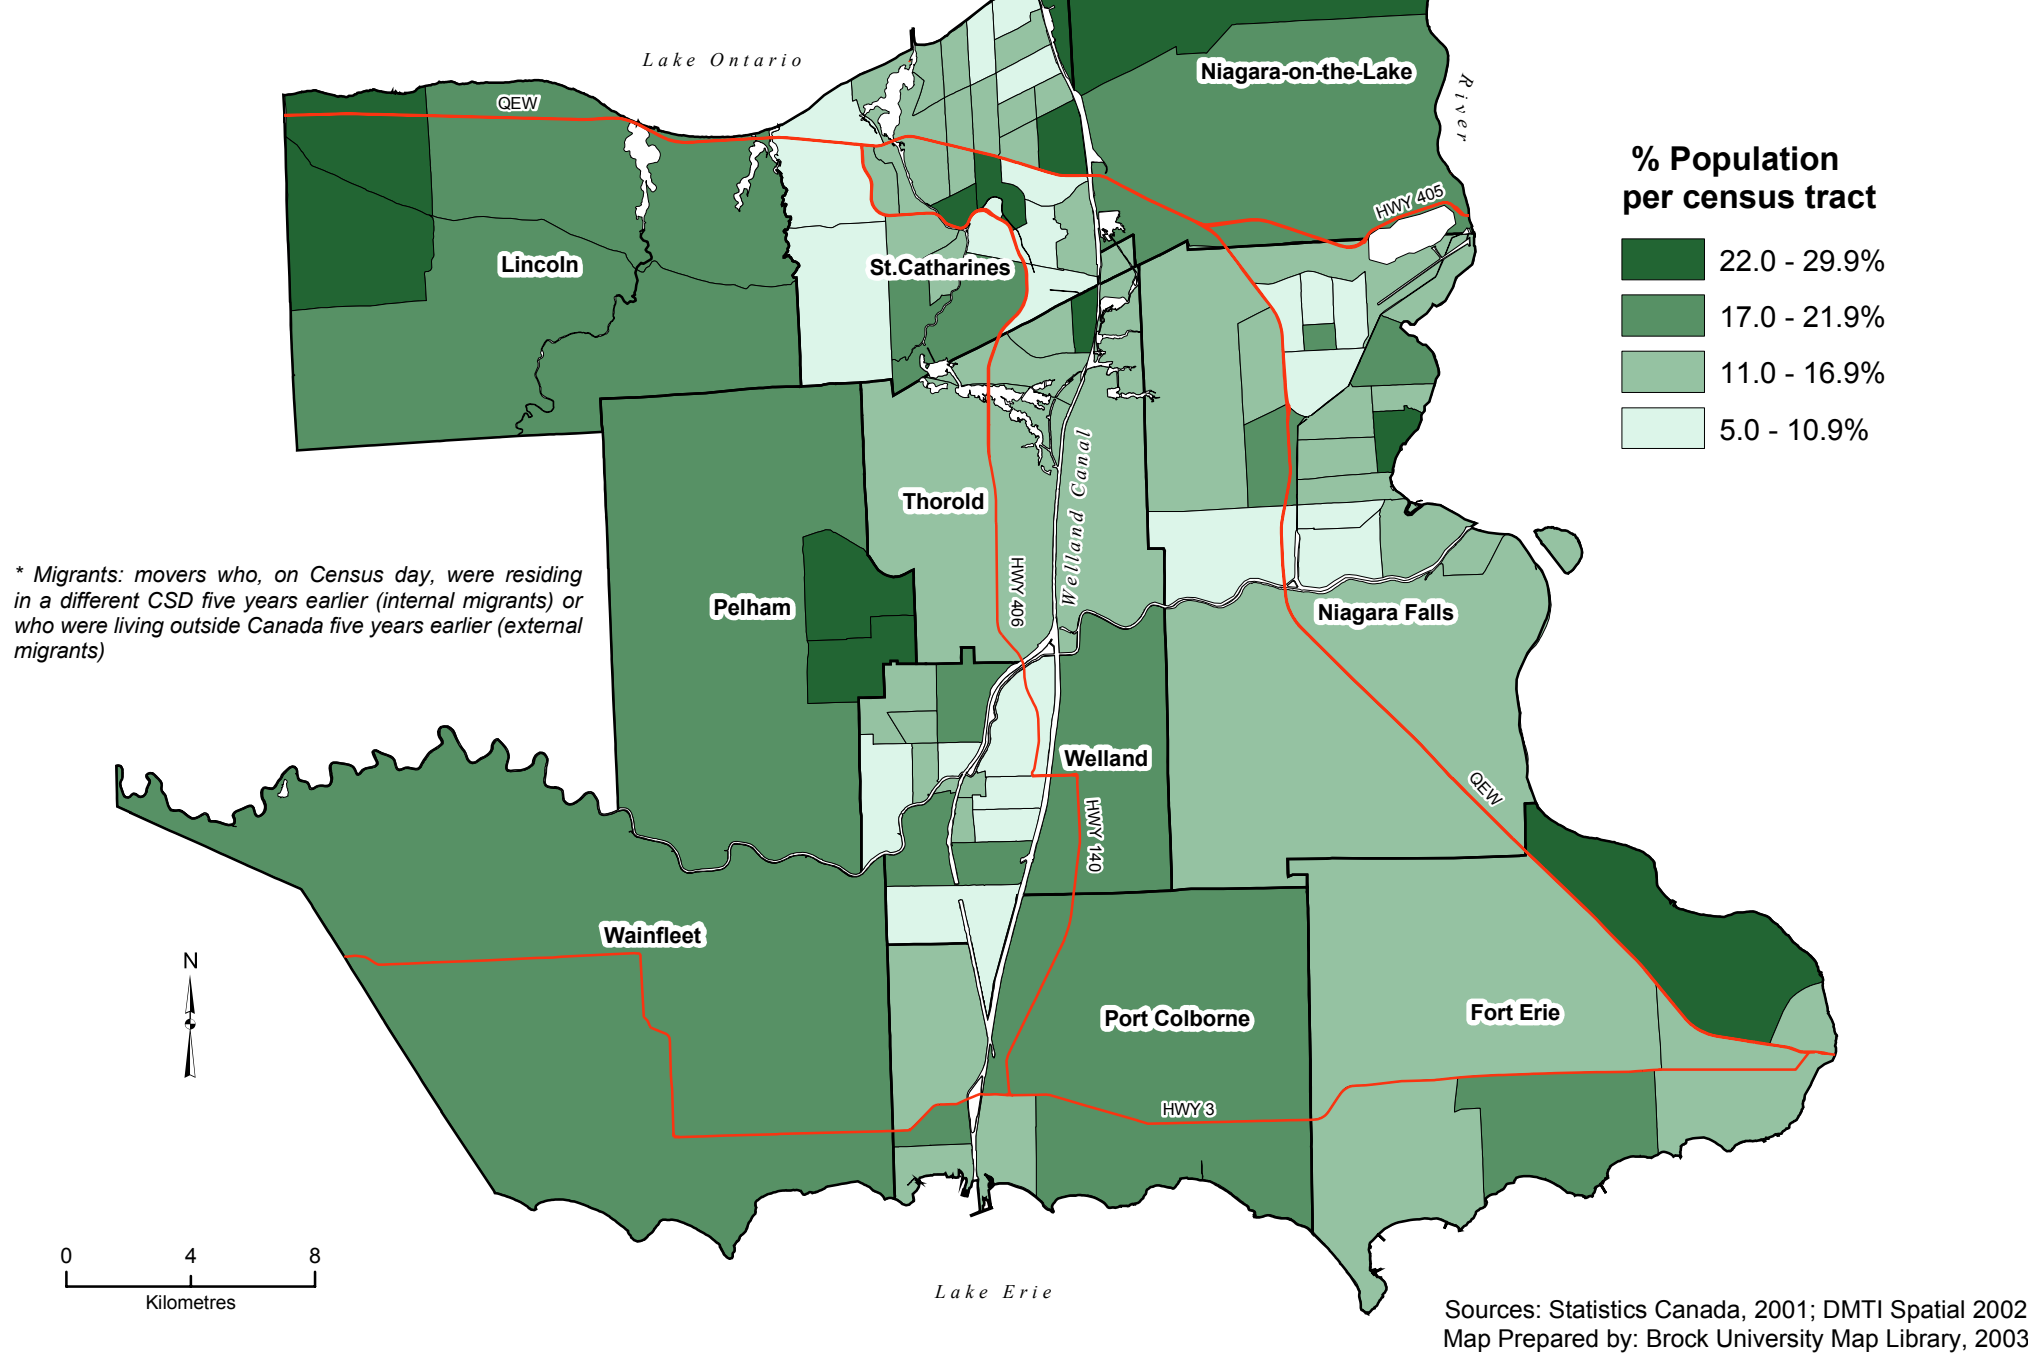 Lake Ontario
Niagara-on-the-Lake
River
QEW
% Population
per census tract
HWY 405
22.0 - 29.9%
Lincoln
St.Catharines
17.0 - 21.9%
11.0 - 16.9%
5.0 - 10.9%
Thorold
Welland Canal
* Migrants: movers who, on Census day, were residing
in a different CSD five years earlier (internal migrants) or
who were living outside Canada five years earlier (external
migrants)
HWY 406
Pelham
Niagara Falls
Welland
QEW
HWY 140
Wainfleet
N
Port Colborne
Fort Erie
HWY 3
0 4 8
Kilometres
Lake Erie
Sources: Statistics Canada, 2001; DMTI Spatial 2002
Map Prepared by: Brock University Map Library, 2003